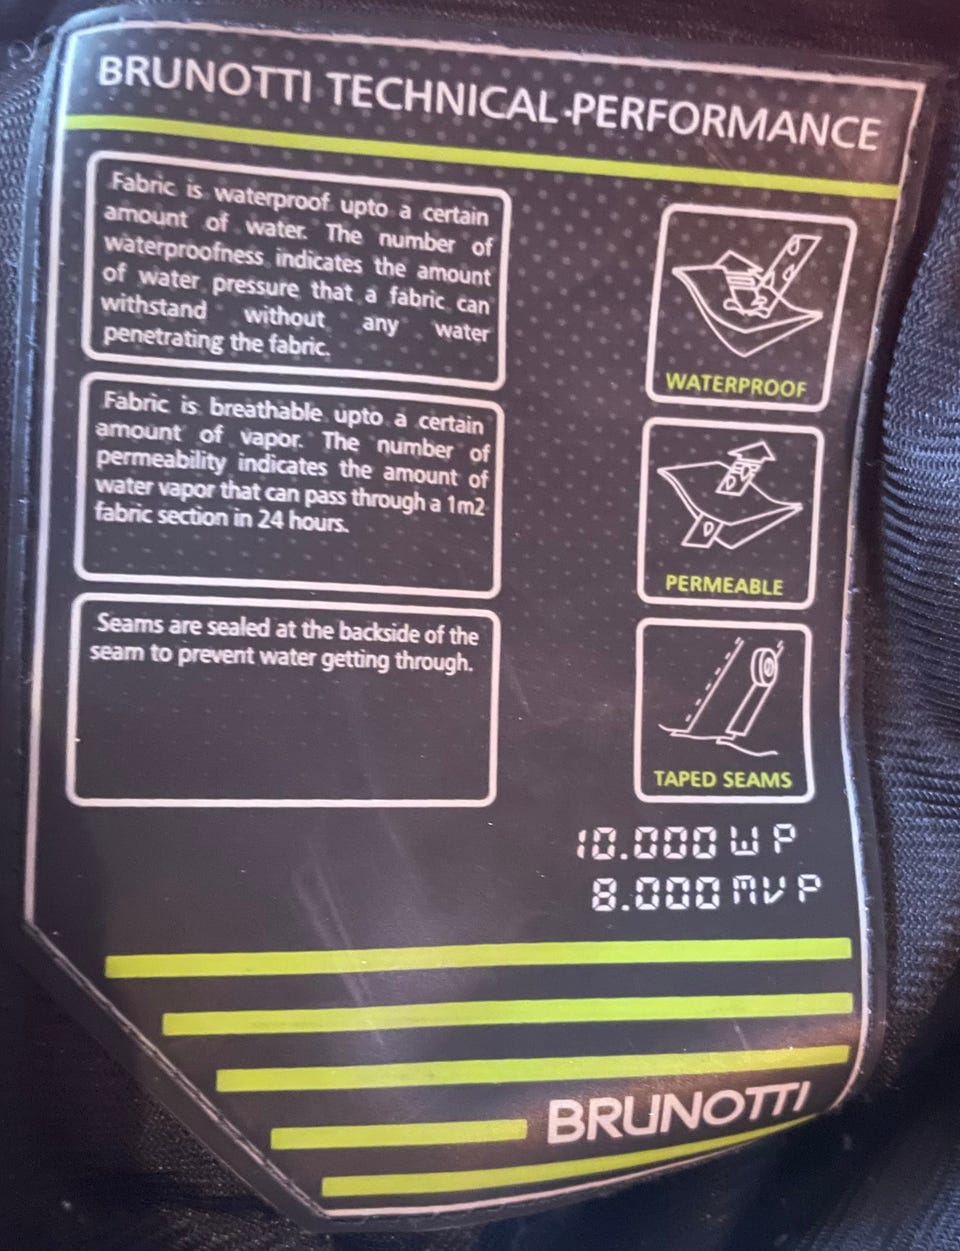 BRUNOTTI TECHNICAL PERFORMANCE
Fabric is waterproof upto a certain
amount of water. The number of
waterproofness indicates the amount
of water pressure that a fabric can
withstand without any water
penetrating the fabric.
WATERPROOF
Fabric is breathable upto a certain
amount of vapor. The number of
permeability indicates the amount of
water vapor that can pass through a 1m2
fabric section in 24 hours.
PERMEABLE
Seams are sealed at the backside of the
seam to prevent water getting through.
TAPED SEAMS
10.000 WP
8.000 MVP
BRUNOTTI